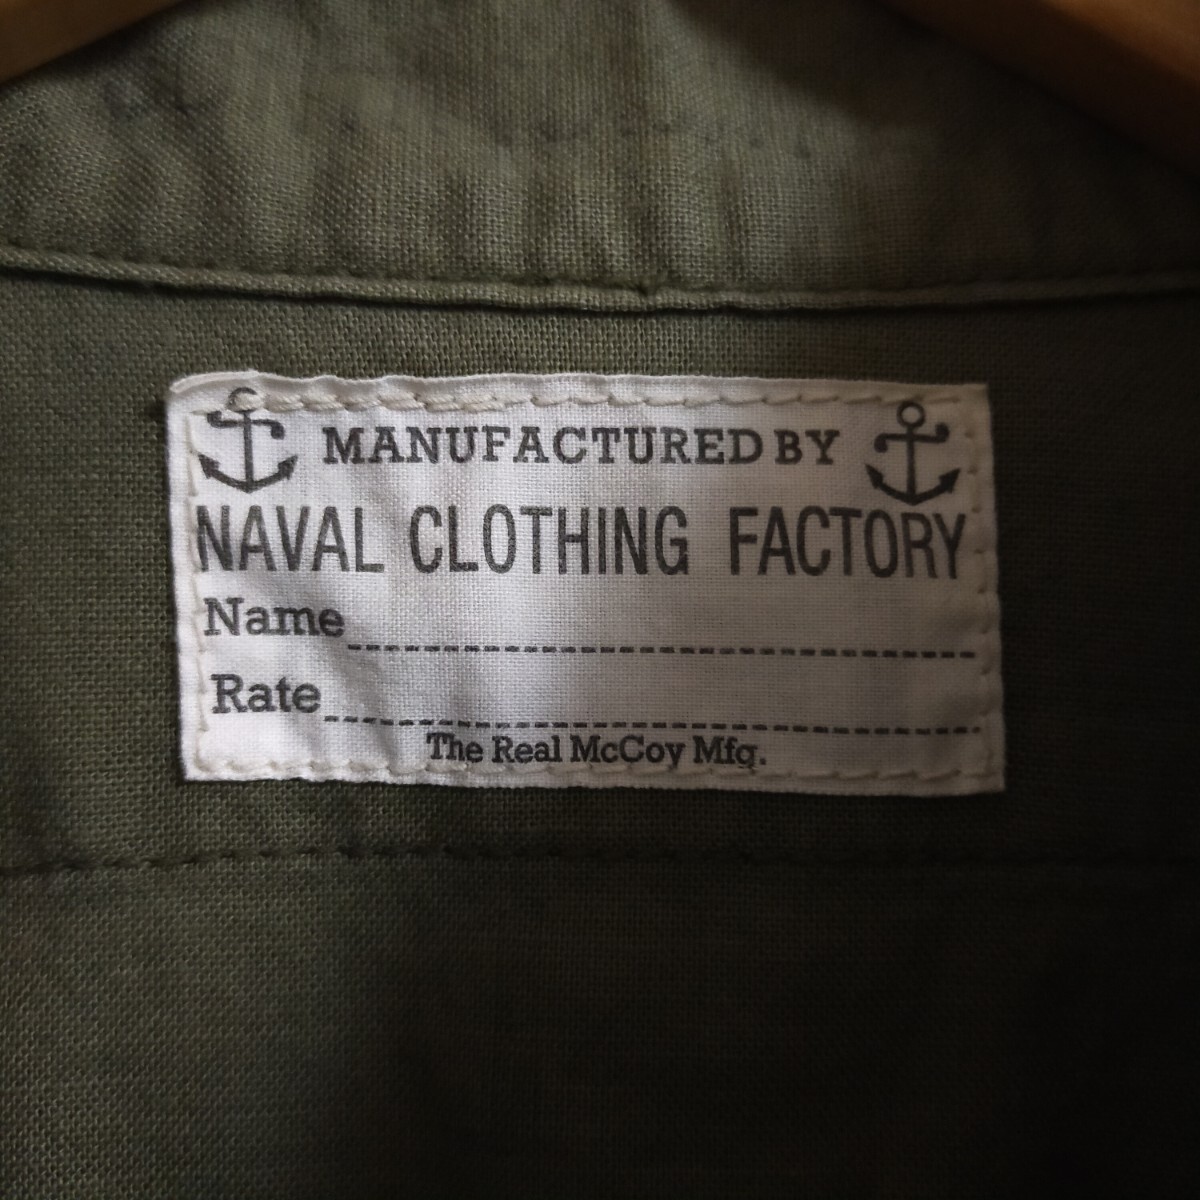 MANUFACTURED BY
NAVAL CLOTHING FACTORY
Name
Rate
The Real McCoy Mfg.